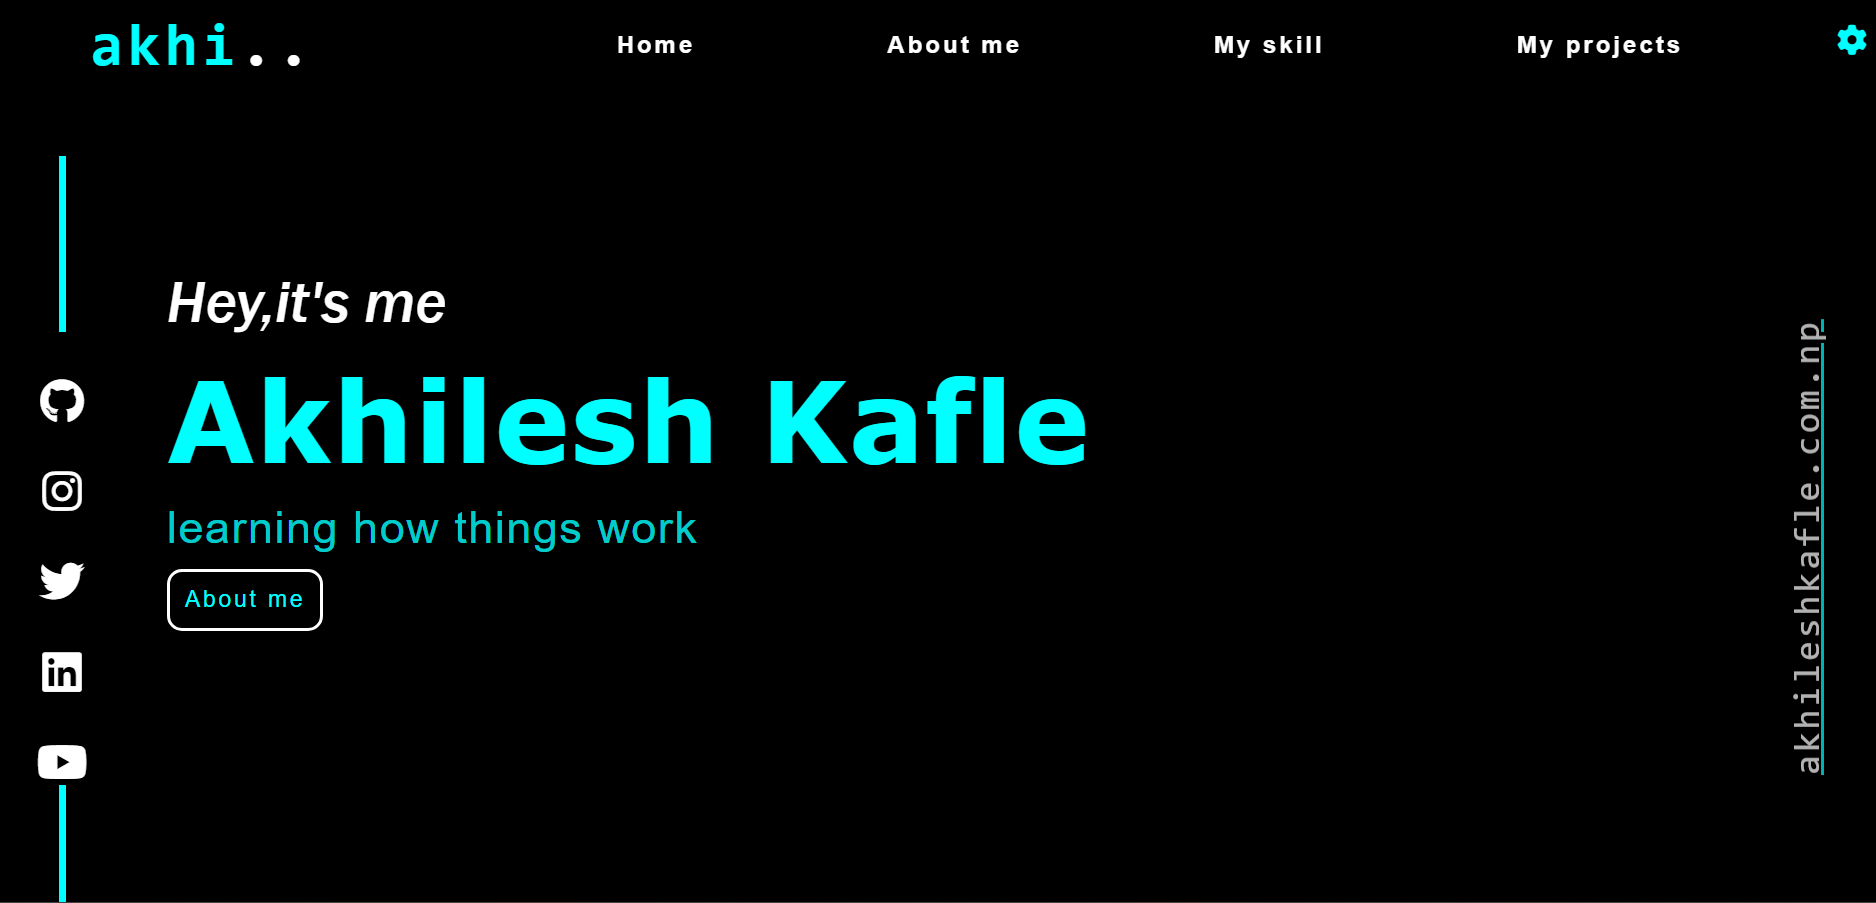 akhi..
Home
About me
My skill
My projects
Hey,it's me
Akhilesh Kafle
learning how things work
About me
in
akhileshkafle.com.np